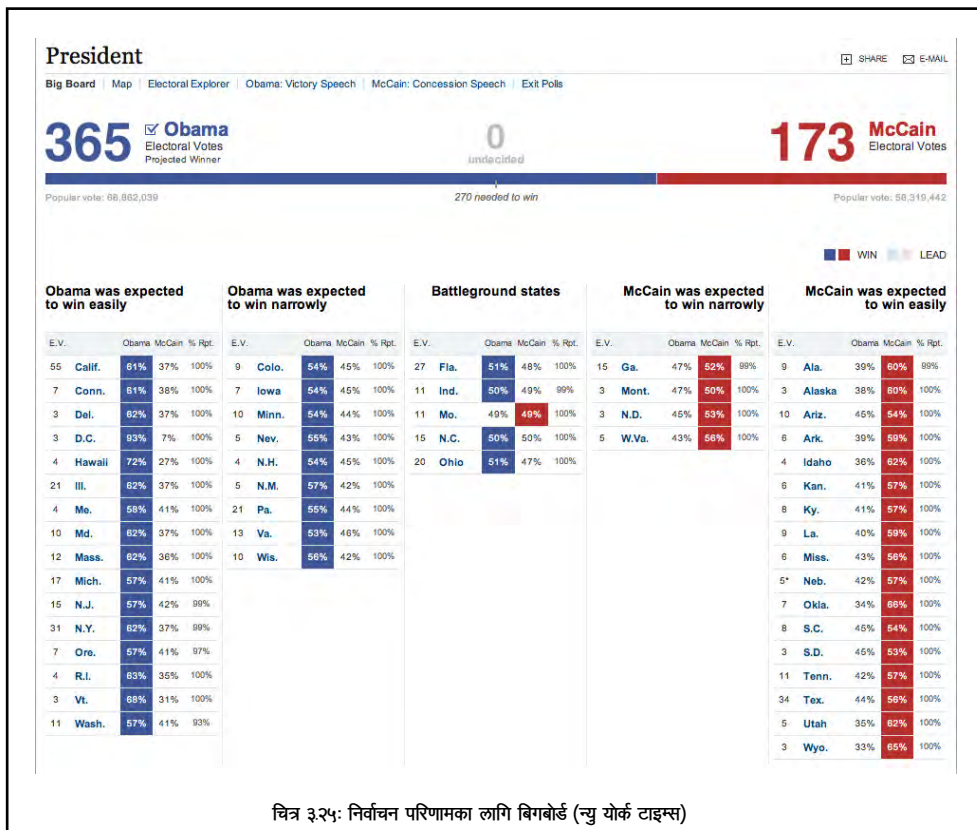 President
SHARE E-MAIL
Big Board Map Electoral Explorer Obama: Victory Speech McCain: Concession Speech Exit Polls
365 Obama 0 173 McCain
Electoral Votes undecided Electoral Votes
Projected Winner
Popular vote: 66,862,039 270 needed to win Popular vote: 58,319,442
WIN LEAD
Obama was expected to win easily
E.V. Obama McCain % Rpt.
55 Calif. 61% 37% 100%
7 Conn. 61% 38% 100%
3 Del. 62% 37% 100%
3 D.C. 93% 7% 100%
4 Hawaii 72% 27% 100%
21 Ill. 62% 37% 100%
4 Me. 58% 41% 100%
10 Md. 62% 37% 100%
12 Mass. 62% 36% 100%
17 Mich. 57% 41% 100%
15 N.J. 57% 42% 99%
31 N.Y. 62% 37% 99%
7 Ore. 57% 41% 97%
4 R.I. 63% 35% 100%
3 Vt. 68% 31% 100%
11 Wash. 57% 41% 93%
Obama was expected to win narrowly
E.V. Obama McCain % Rpt.
9 Colo. 54% 45% 100%
7 Iowa 54% 45% 100%
10 Minn. 54% 44% 100%
5 Nev. 55% 43% 100%
4 N.H. 54% 45% 100%
5 N.M. 57% 42% 100%
21 Pa. 55% 44% 100%
13 Va. 53% 46% 100%
10 Wis. 56% 42% 100%
Battleground states
E.V. Obama McCain % Rpt.
27 Fla. 51% 48% 100%
11 Ind. 50% 49% 99%
11 Mo. 49% 49% 100%
15 N.C. 50% 50% 100%
20 Ohio 51% 47% 100%
McCain was expected to win narrowly
E.V. Obama McCain % Rpt.
15 Ga. 47% 52% 99%
3 Mont. 47% 50% 100%
3 N.D. 45% 53% 100%
5 W.Va. 43% 56% 100%
McCain was expected to win easily
E.V. Obama McCain % Rpt.
9 Ala. 39% 60% 99%
3 Alaska 38% 60% 100%
10 Ariz. 45% 54% 100%
6 Ark. 39% 59% 100%
4 Idaho 36% 62% 100%
6 Kan. 41% 57% 100%
8 Ky. 41% 57% 100%
9 La. 40% 59% 100%
6 Miss. 43% 56% 100%
5* Neb. 42% 57% 100%
7 Okla. 34% 66% 100%
8 S.C. 45% 54% 100%
3 S.D. 45% 53% 100%
11 Tenn. 42% 57% 100%
34 Tex. 44% 56% 100%
5 Utah 35% 62% 100%
3 Wyo. 33% 65% 100%
चित्र ३.२५: निर्वाचन परिणामका लागि बिगबोर्ड (न्यु योर्क टाइम्स)